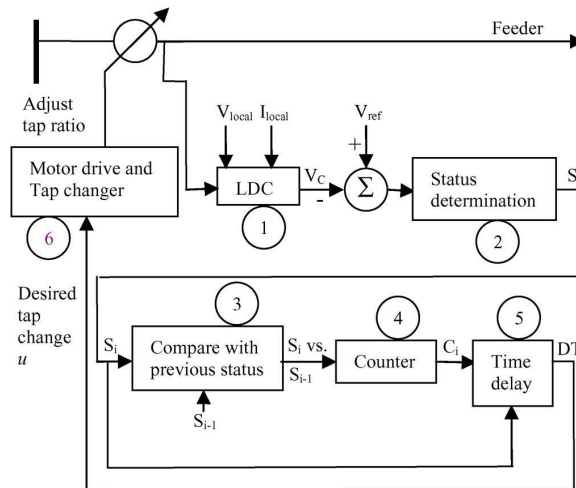 Feeder
Adjust
tap ratio
V_local I_local V_ref
+
Motor drive and
Tap changer
LDC
V_C
-
Σ
Status
determination
S
6
1
2
Desired
tap
change
u
3
4
5
S_i
Compare with
previous status
S_i vs.
S_i-1
Counter
C_i
Time
delay
DT
S_i-1